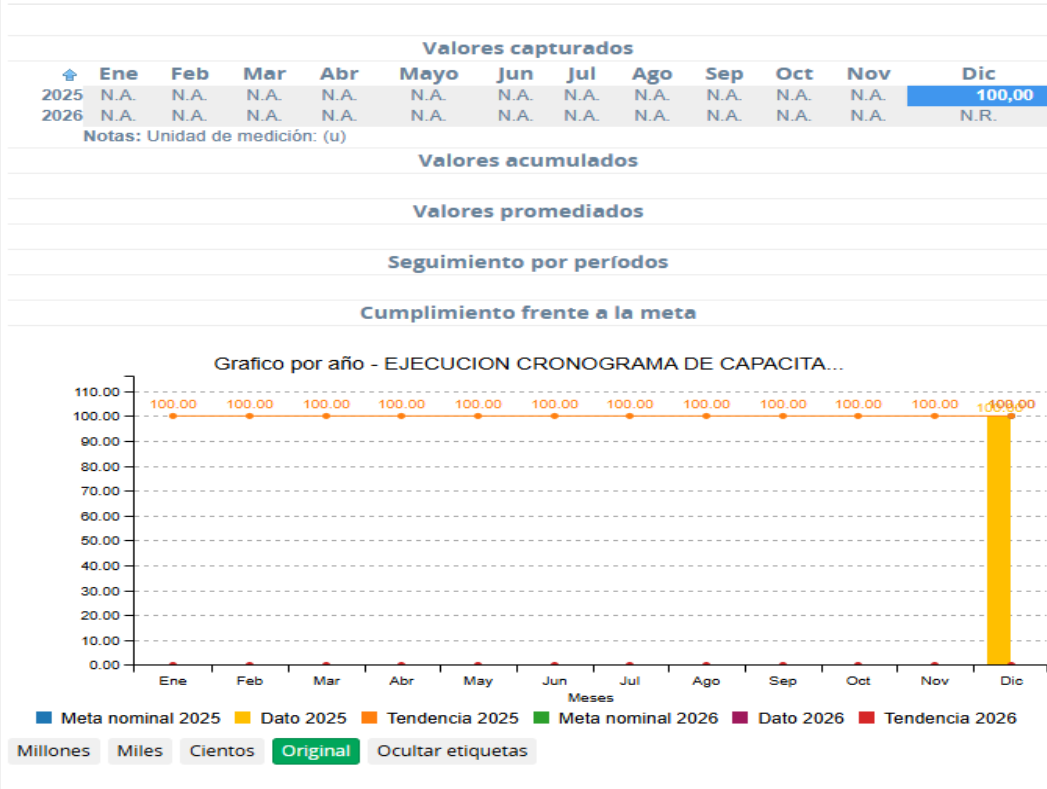 Valores capturados
Ene Feb Mar Abr Mayo Jun Jul Ago Sep Oct Nov Dic
2025 N.A. N.A. N.A. N.A. N.A. N.A. N.A. N.A. N.A. N.A. N.A. 100,00
2026 N.A. N.A. N.A. N.A. N.A. N.A. N.A. N.A. N.A. N.A. N.A. N.R.
Notas: Unidad de medición: (u)
Valores acumulados
Valores promediados
Seguimiento por períodos
Cumplimiento frente a la meta
Grafico por año - EJECUCION CRONOGRAMA DE CAPACITA...
110.00
100.00 100.00 100.00 100.00 100.00 100.00 100.00 100.00 100.00 100.00 100.00 100.00 100.00
100.00
90.00
80.00
70.00
60.00
50.00
40.00
30.00
20.00
10.00
0.00
Ene Feb Mar Abr May Jun Jul Ago Sep Oct Nov Dic
Meses
Meta nominal 2025 Dato 2025 Tendencia 2025 Meta nominal 2026 Dato 2026 Tendencia 2026
Millones Miles Cientos Original Ocultar etiquetas